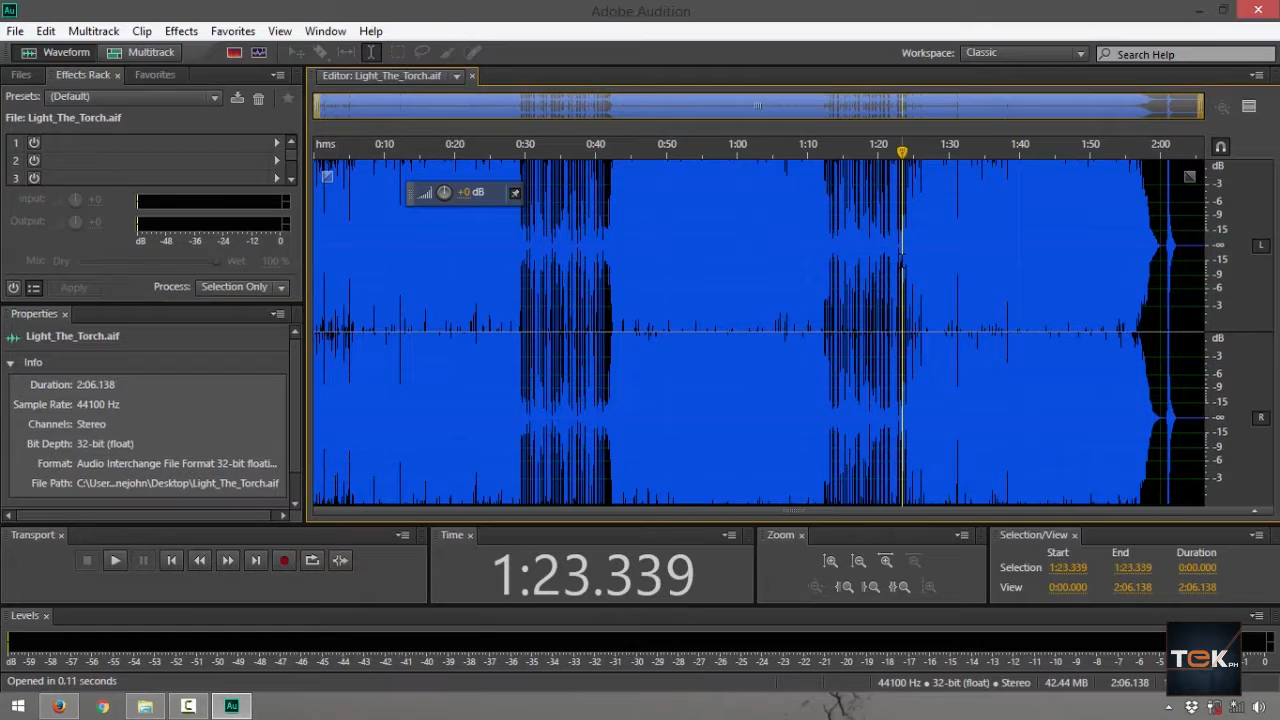 Au
Adobe Audition
File Edit Multitrack Clip Effects Favorites View Window Help
Waveform Multitrack Workspace: Classic Search Help
Files Effects Rack Favorites Editor: Light_The_Torch.aif
Presets: (Default)
File: Light_The_Torch.aif
hms 0:10 0:20 0:30 0:40 0:50 1:00 1:10 1:20 1:30 1:40 1:50 2:00
1
2
3
+0 dB
Input: +0
Output: +0
dB -48 -36 -24 -12 0
Mix: Dry Wet 100 %
Apply Process: Selection Only
dB
-3
-6
-9
-15
-∞
-15
-9
-6
-3
L
dB
-3
-6
-9
-15
-∞
-15
-9
-6
-3
R
Properties
Light_The_Torch.aif
Info
Duration: 2:06.138
Sample Rate: 44100 Hz
Channels: Stereo
Bit Depth: 32-bit (float)
Format: Audio Interchange File Format 32-bit floati...
File Path: C:\User...nejohn\Desktop\Light_The_Torch.aif
Transport Time Zoom Selection/View
1:23.339
Start End Duration
Selection 1:23.339 1:23.339 0:00.000
View 0:00.000 2:06.138 2:06.138
Levels
dB -59 -58 -57 -56 -55 -54 -53 -52 -51 -50 -49 -48 -47 -46 -45 -44 -43 -42 -41 -40 -39 -38 -37 -36 -35 -34 -33 -32 -31 -30 -29 -28 -27 -26 -25 -24 -23 -22 -21 -20 -19 -18 -17 -16 -15 -14 -13 -12 -11 -10 -9 -8 -7 -6 -5 0
Opened in 0.11 seconds
44100 Hz ● 32-bit (float) ● Stereo 42.44 MB 2:06.138
TEK.PH
Au